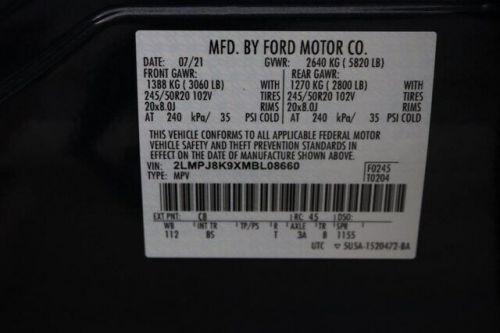 MFD. BY FORD MOTOR CO.
DATE: 07/21 GVWR: 2640 KG ( 5820 LB)
FRONT GAWR: REAR GAWR:
1388 KG ( 3060 LB) WITH 1270 KG ( 2800 LB) WITH
245/50R20 102V TIRES 245/50R20 102V TIRES
20x8.0J RIMS 20x8.0J RIMS
AT 240 kPa/ 35 PSI COLD AT 240 kPa/ 35 PSI COLD
THIS VEHICLE CONFORMS TO ALL APPLICABLE FEDERAL MOTOR
VEHICLE SAFETY AND THEFT PREVENTION STANDARDS IN
EFFECT ON THE DATE OF MANUFACTURE SHOWN ABOVE.
VIN: 2LMPJ8K9XMBL08660 F0245
TYPE: MPV T0204
EXT PNT: C8 RC: 45 DSO:
WB INT TR R AXLE TR SPR
112 BS T 3A B 1155
UTC 5U5A-1520472-BA